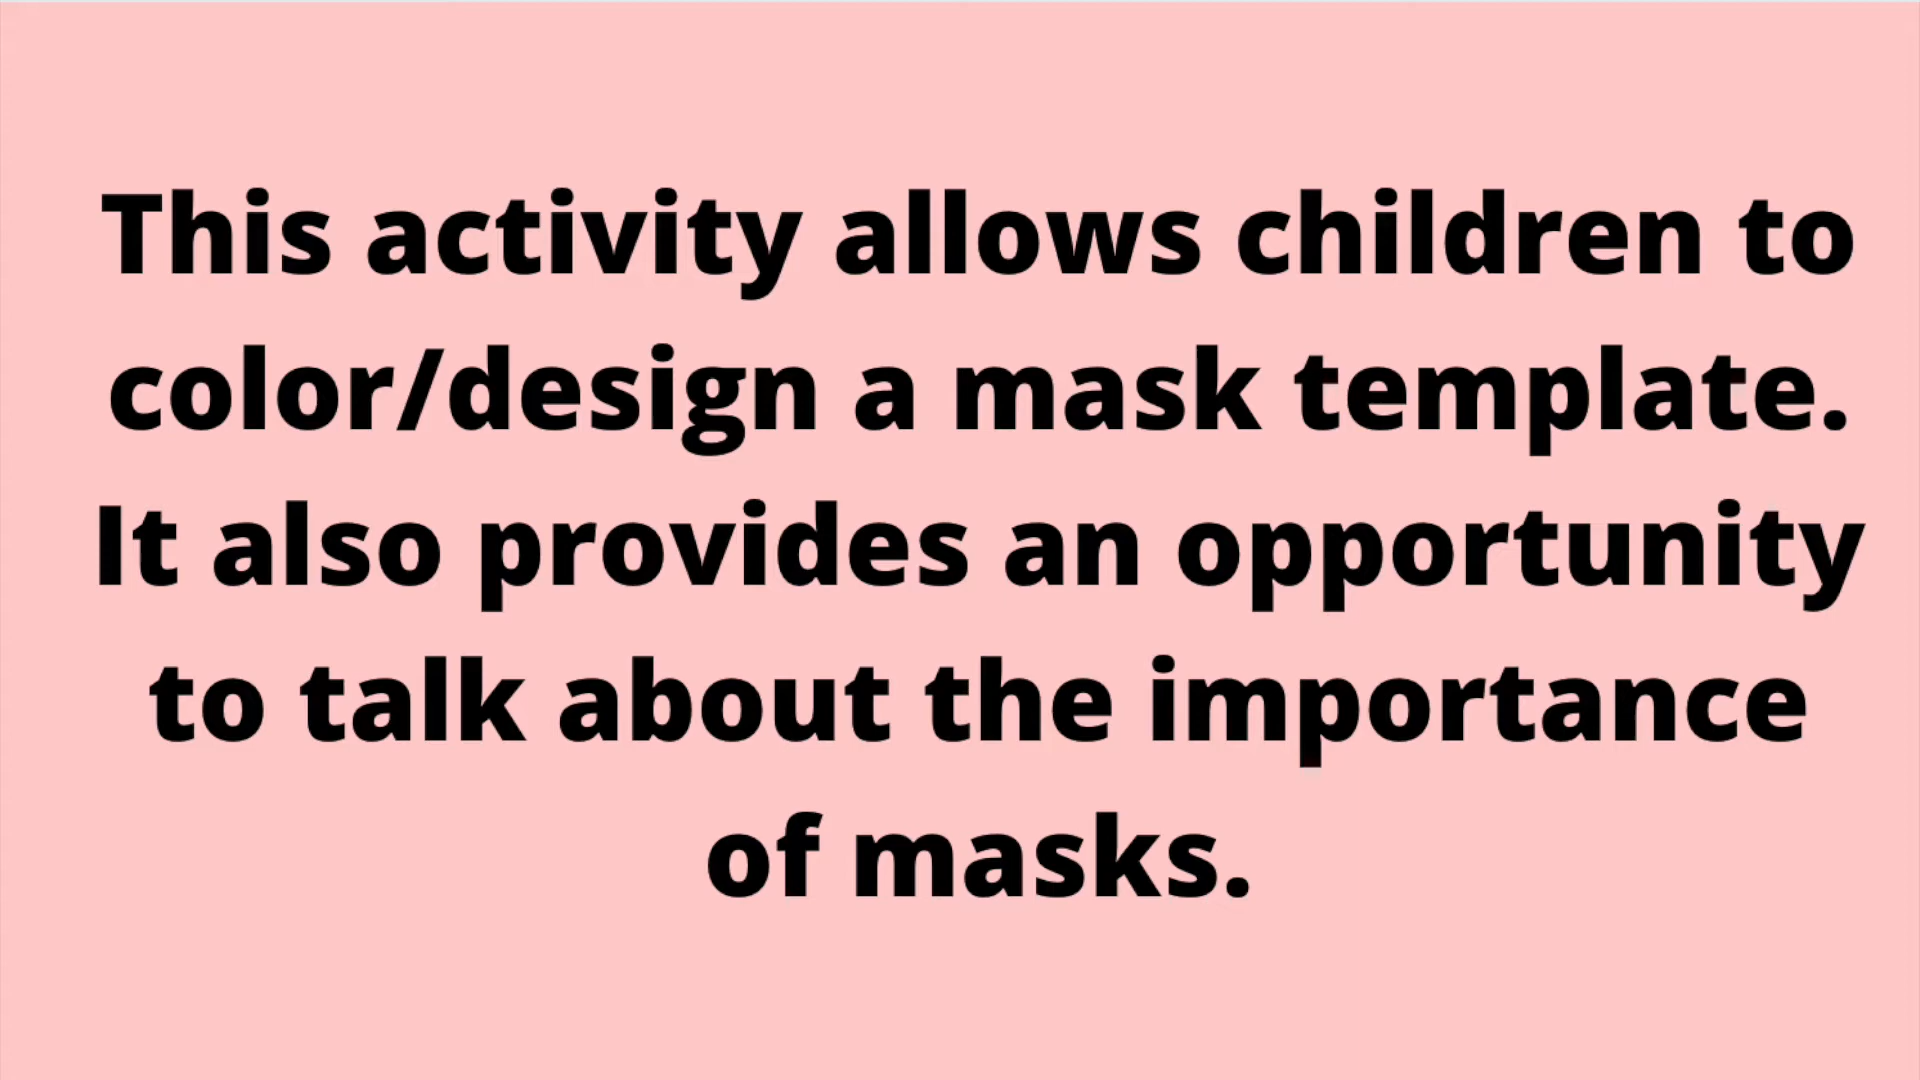 This activity allows children to
color/design a mask template.
It also provides an opportunity
to talk about the importance
of masks.